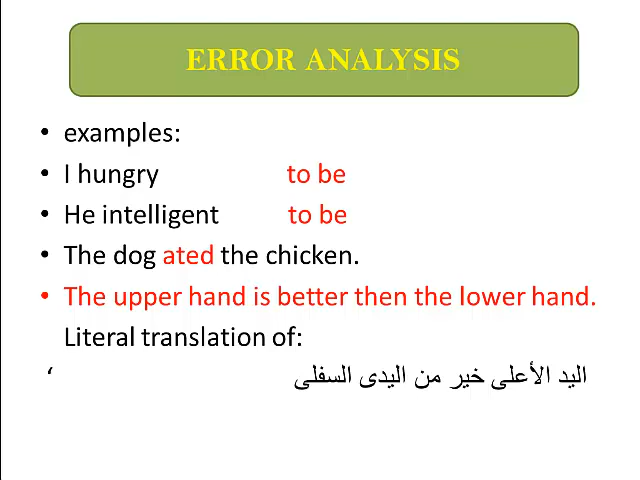 ERROR ANALYSIS
• examples:
• I hungry to be
• He intelligent to be
• The dog ated the chicken.
• The upper hand is better then the lower hand.
Literal translation of:
اليد الأعلى خير من اليدى السفلى ‘